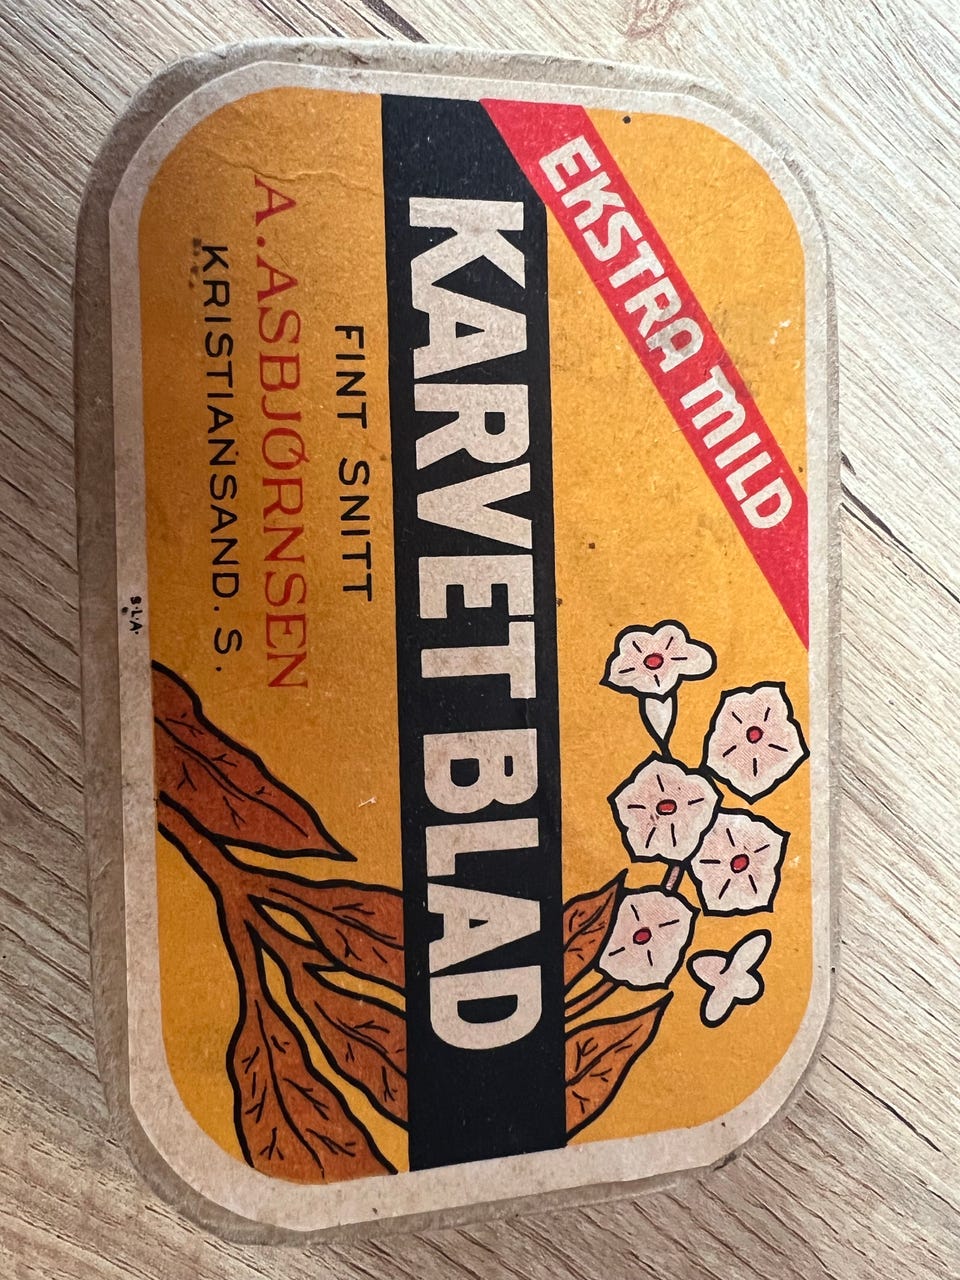 EKSTRA MILD
KARVET BLAD
FINT SNITT
A. ASBJØRNSEN
KRISTIANSAND. S.
S.L.A.